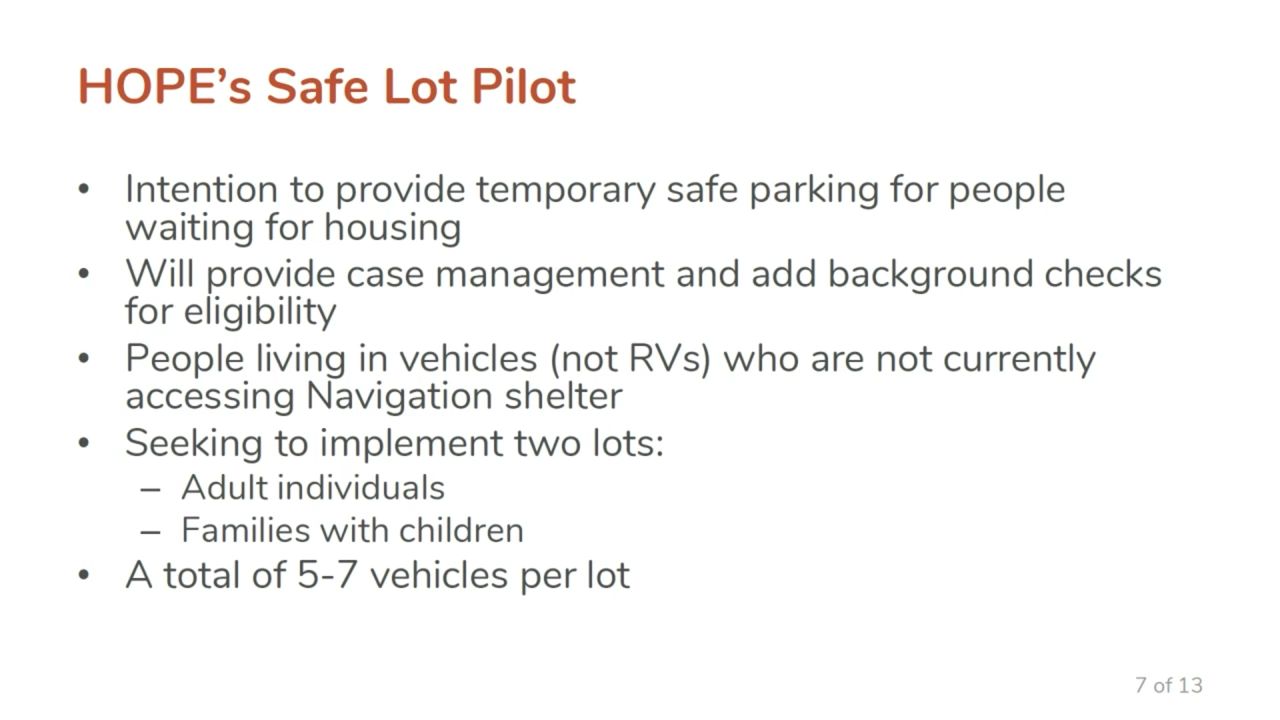 HOPE’s Safe Lot Pilot
• Intention to provide temporary safe parking for people
waiting for housing
• Will provide case management and add background checks
for eligibility
• People living in vehicles (not RVs) who are not currently
accessing Navigation shelter
• Seeking to implement two lots:
– Adult individuals
– Families with children
• A total of 5-7 vehicles per lot
7 of 13